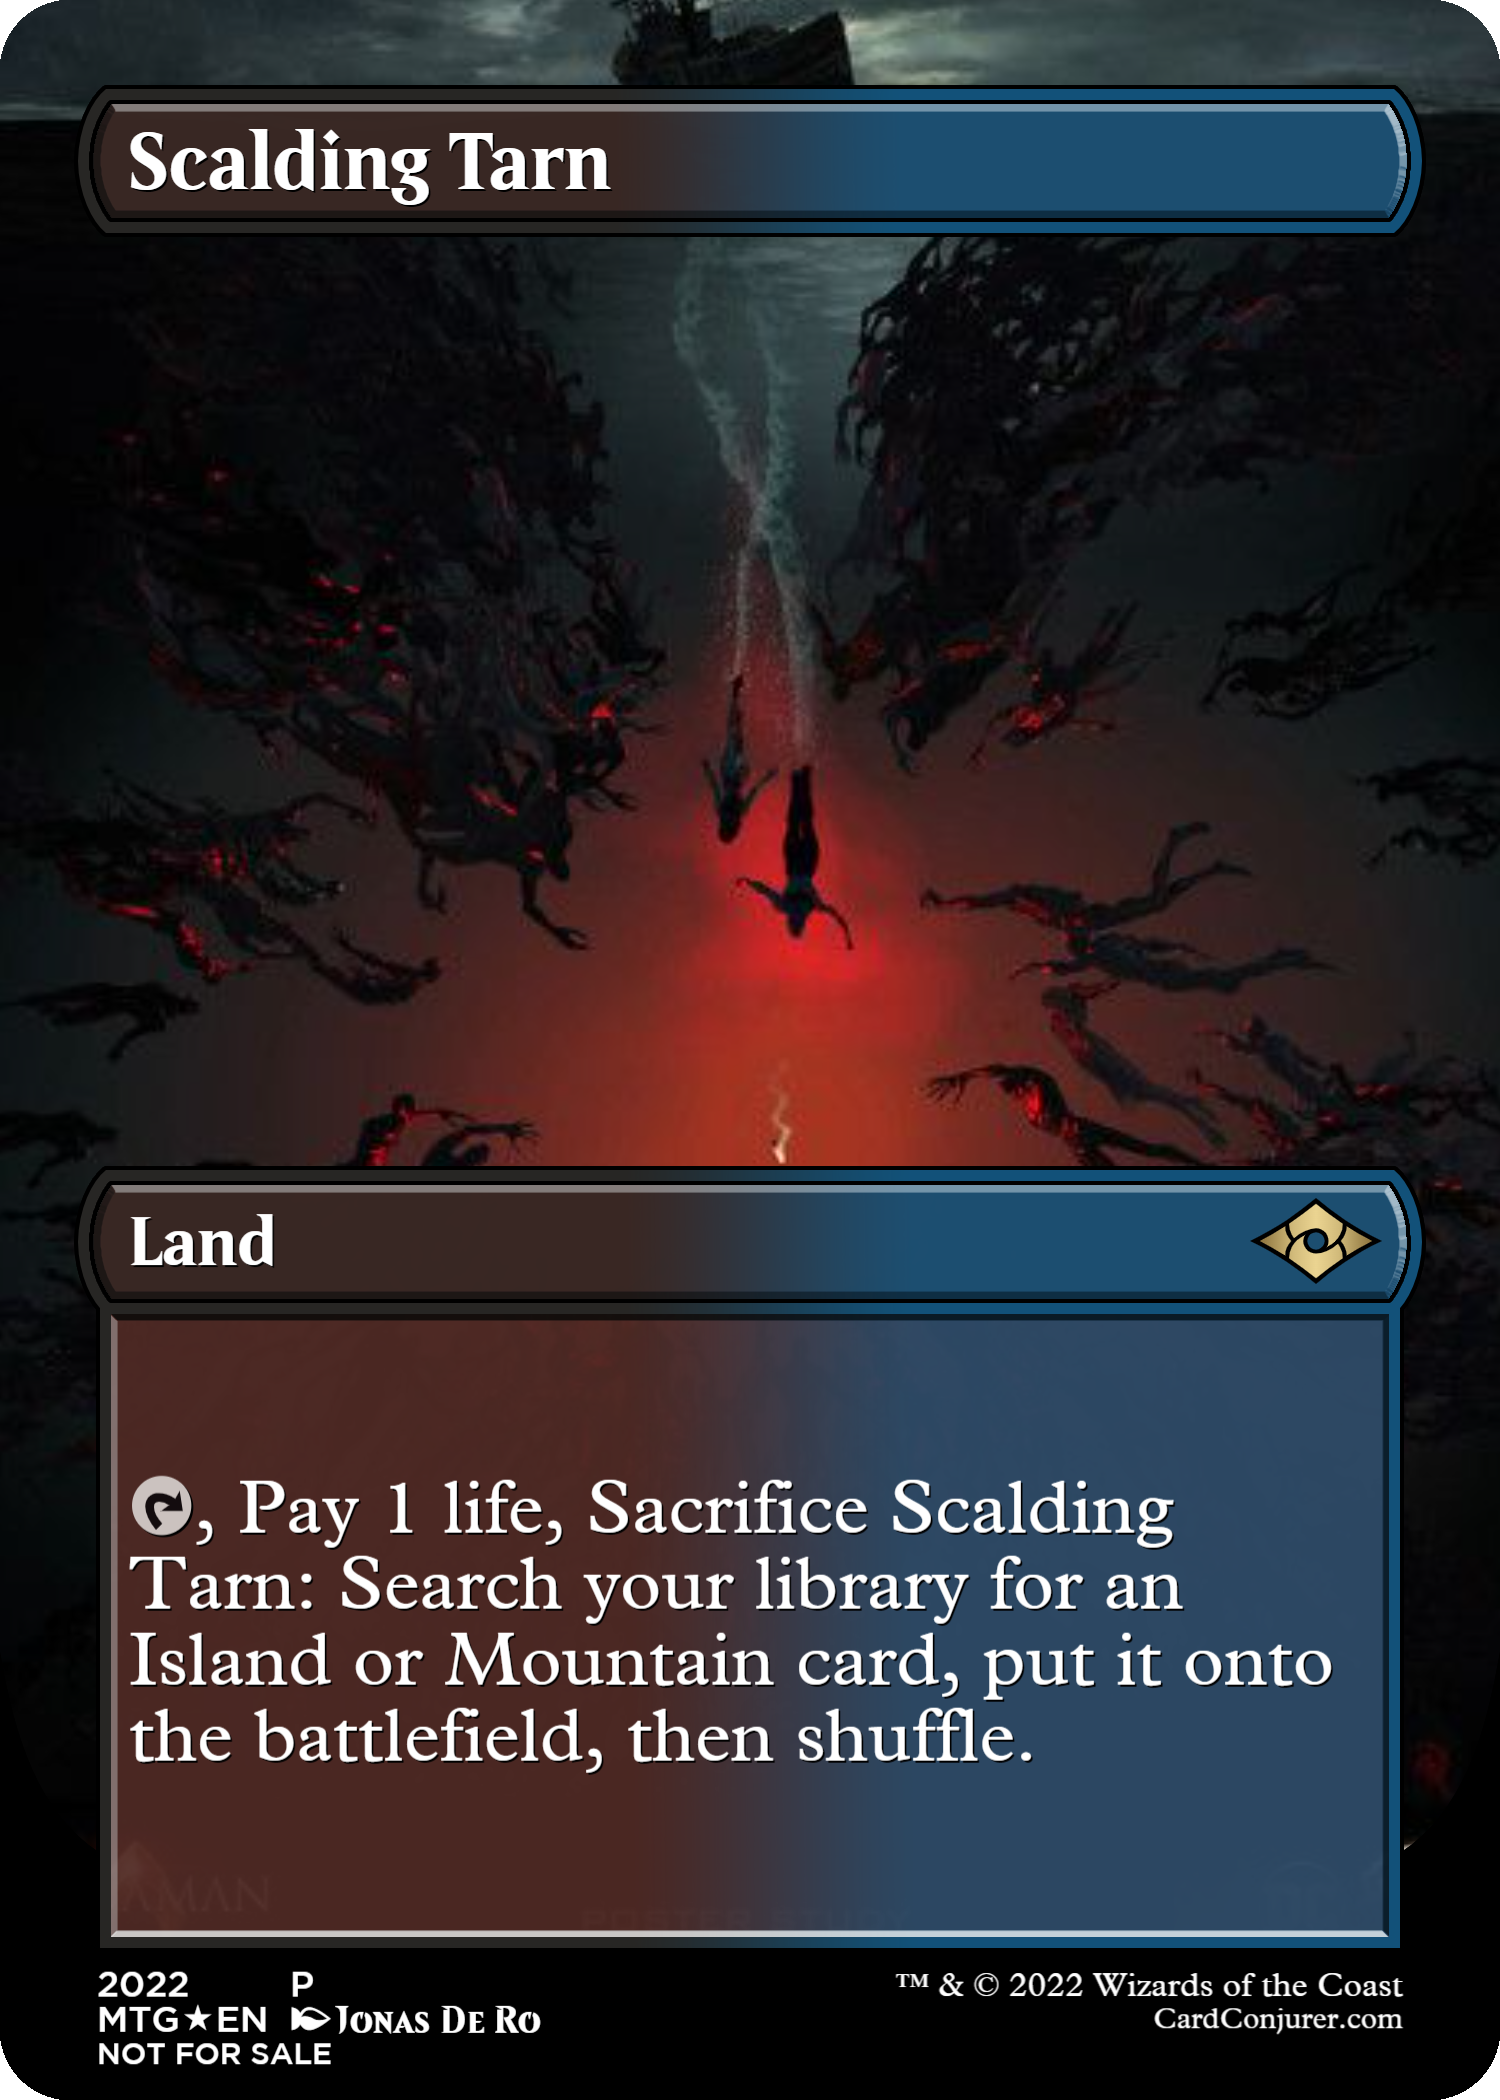 Scalding Tarn
Land
, Pay 1 life, Sacrifice Scalding
Tarn: Search your library for an
Island or Mountain card, put it onto
the battlefield, then shuffle.
AMAN
2022 P
MTG★EN JONAS DE RO
NOT FOR SALE
™ & © 2022 Wizards of the Coast
CardConjurer.com